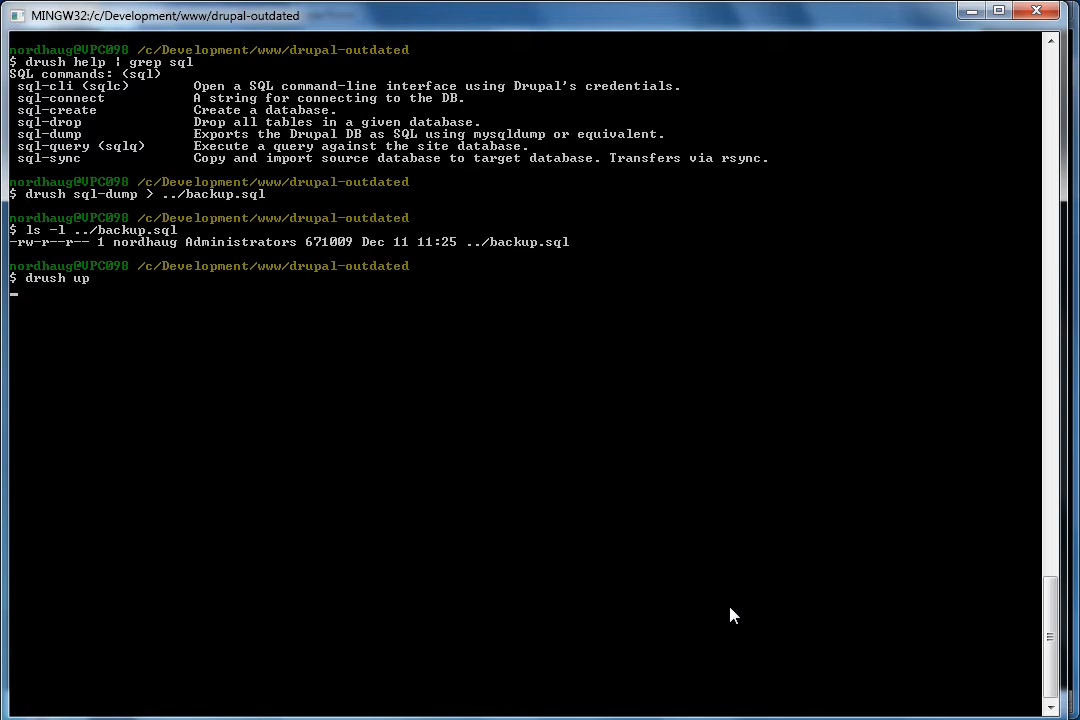 MINGW32:/c/Development/www/drupal-outdated
nordhaug@VPC098 /c/Development/www/drupal-outdated
$ drush help | grep sql
SQL commands: (sql)
sql-cli (sqlc) Open a SQL command-line interface using Drupal's credentials.
sql-connect A string for connecting to the DB.
sql-create Create a database.
sql-drop Drop all tables in a given database.
sql-dump Exports the Drupal DB as SQL using mysqldump or equivalent.
sql-query (sqlq) Execute a query against the site database.
sql-sync Copy and import source database to target database. Transfers via rsync.
nordhaug@VPC098 /c/Development/www/drupal-outdated
$ drush sql-dump > ../backup.sql
nordhaug@VPC098 /c/Development/www/drupal-outdated
$ ls -l ../backup.sql
-rw-r--r-- 1 nordhaug Administrators 671009 Dec 11 11:25 ../backup.sql
nordhaug@VPC098 /c/Development/www/drupal-outdated
$ drush up